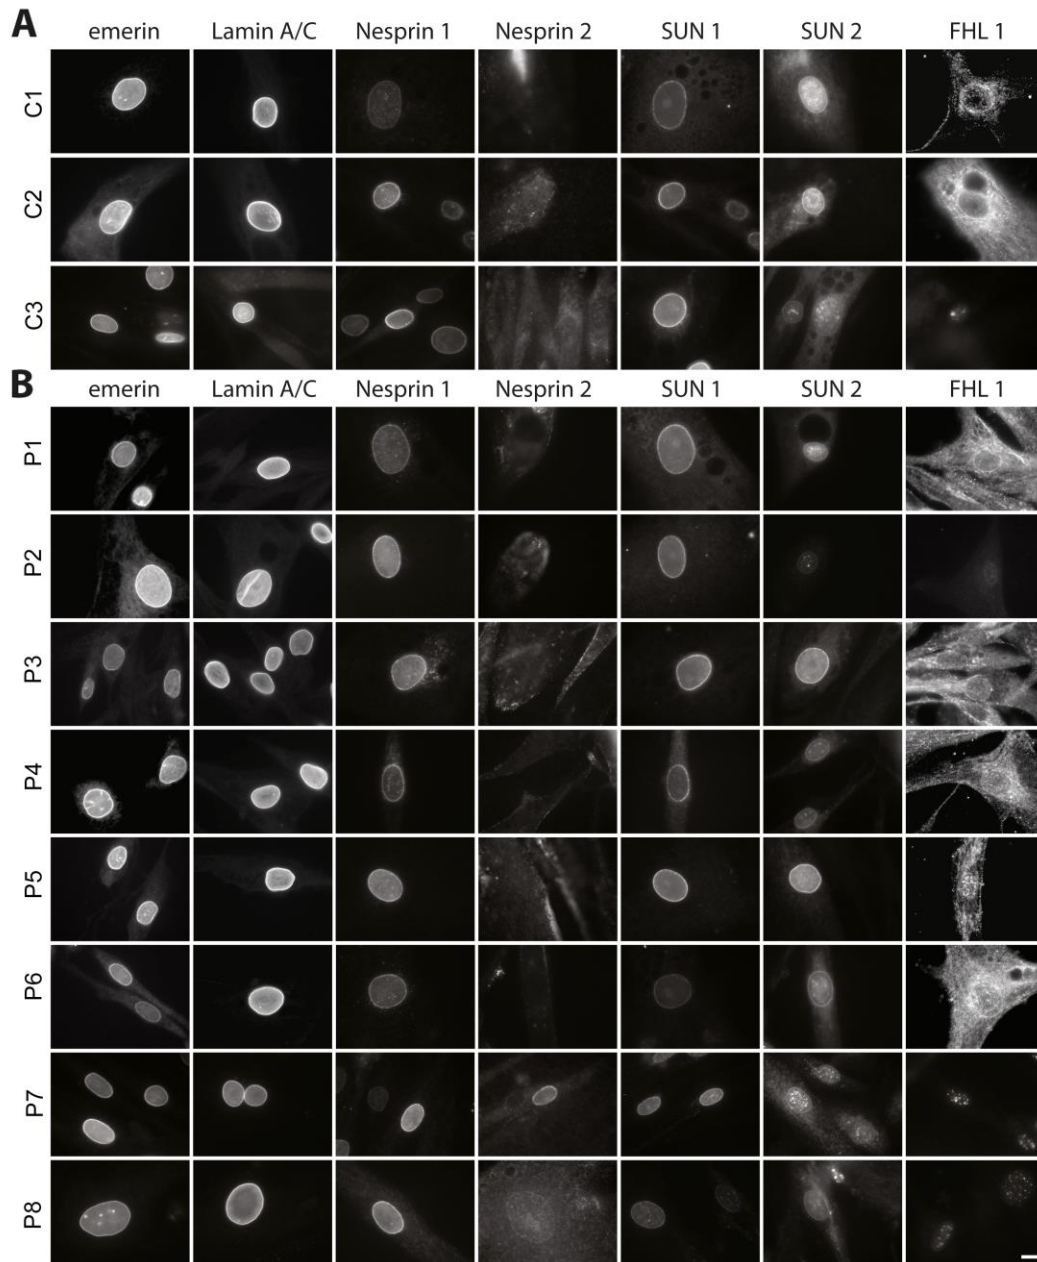 A
emerin Lamin A/C Nesprin 1 Nesprin 2 SUN 1 SUN 2 FHL 1
C1
C2
C3
B
emerin Lamin A/C Nesprin 1 Nesprin 2 SUN 1 SUN 2 FHL 1
P1
P2
P3
P4
P5
P6
P7
P8